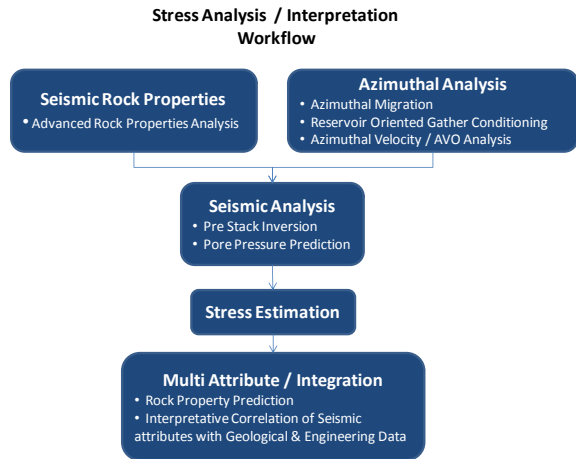 Stress Analysis / Interpretation
Workflow
Seismic Rock Properties
• Advanced Rock Properties Analysis
Azimuthal Analysis
• Azimuthal Migration
• Reservoir Oriented Gather Conditioning
• Azimuthal Velocity / AVO Analysis
Seismic Analysis
• Pre Stack Inversion
• Pore Pressure Prediction
Stress Estimation
Multi Attribute / Integration
• Rock Property Prediction
• Interpretative Correlation of Seismic
attributes with Geological & Engineering Data